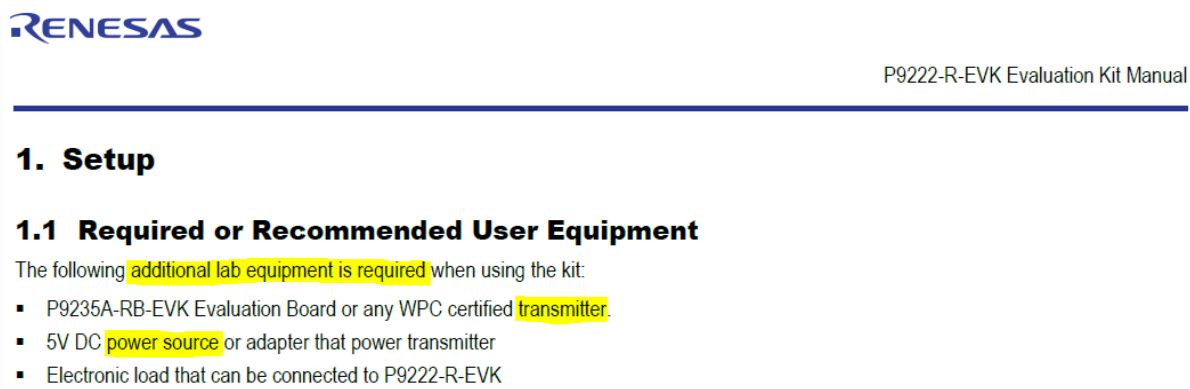 RENESAS
P9222-R-EVK Evaluation Kit Manual
1. Setup
1.1 Required or Recommended User Equipment
The following additional lab equipment is required when using the kit:
▪ P9235A-RB-EVK Evaluation Board or any WPC certified transmitter.
▪ 5V DC power source or adapter that power transmitter
▪ Electronic load that can be connected to P9222-R-EVK